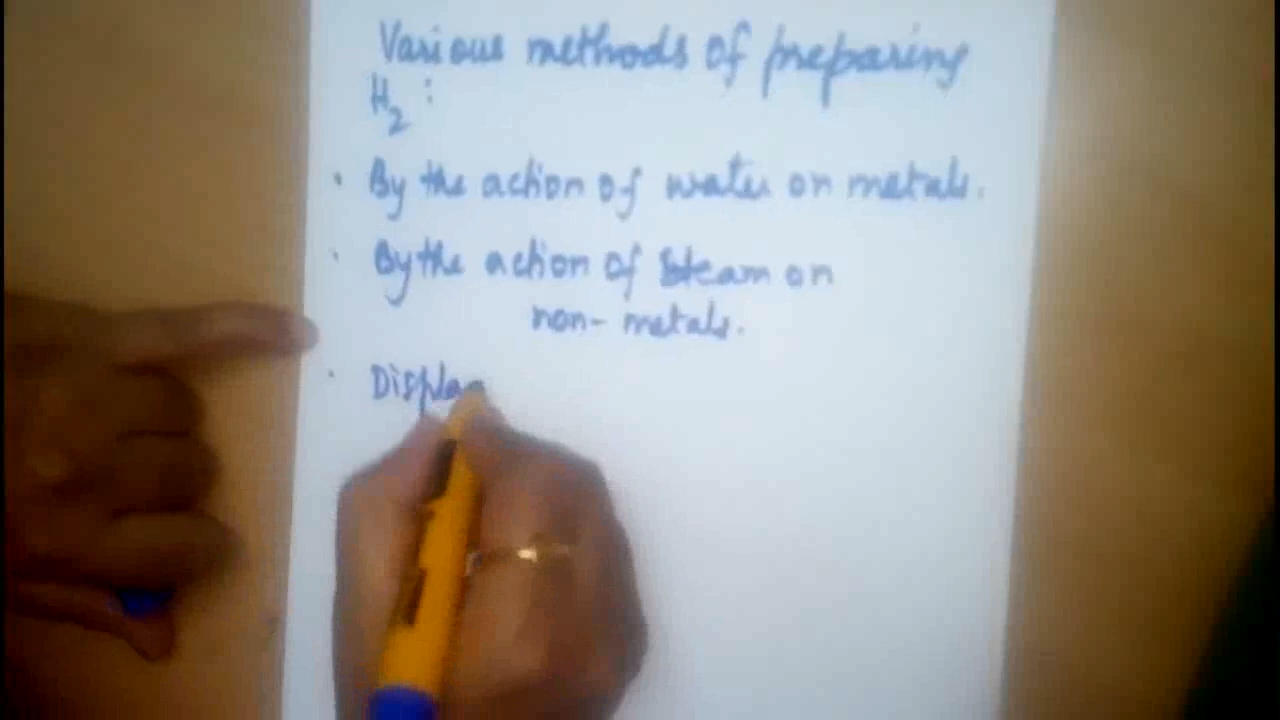 Various methods of preparing
H2 :
· By the action of water on metals.
· By the action of Steam on
non-metals.
· Displa